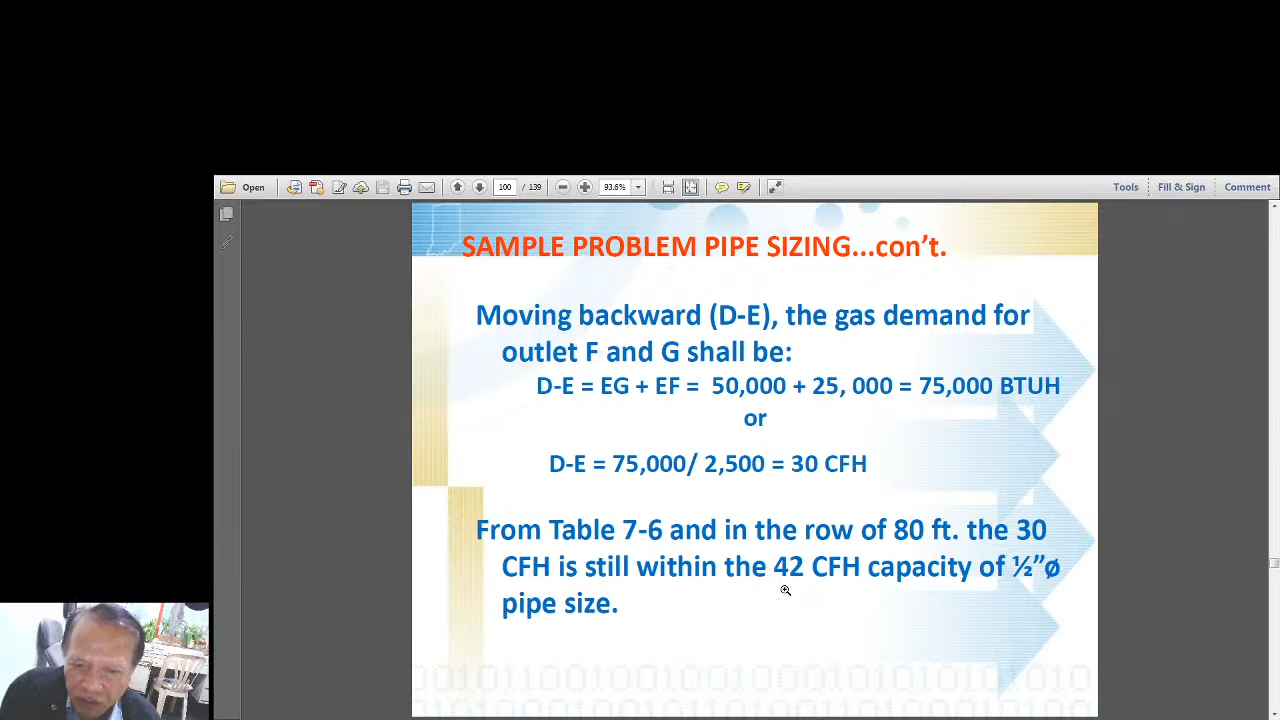 Open
100 / 139
93.6%
Tools
Fill & Sign
Comment
SAMPLE PROBLEM PIPE SIZING...con’t.
Moving backward (D-E), the gas demand for
outlet F and G shall be:
D-E = EG + EF = 50,000 + 25, 000 = 75,000 BTUH
or
D-E = 75,000/ 2,500 = 30 CFH
From Table 7-6 and in the row of 80 ft. the 30
CFH is still within the 42 CFH capacity of ½”ø
pipe size.